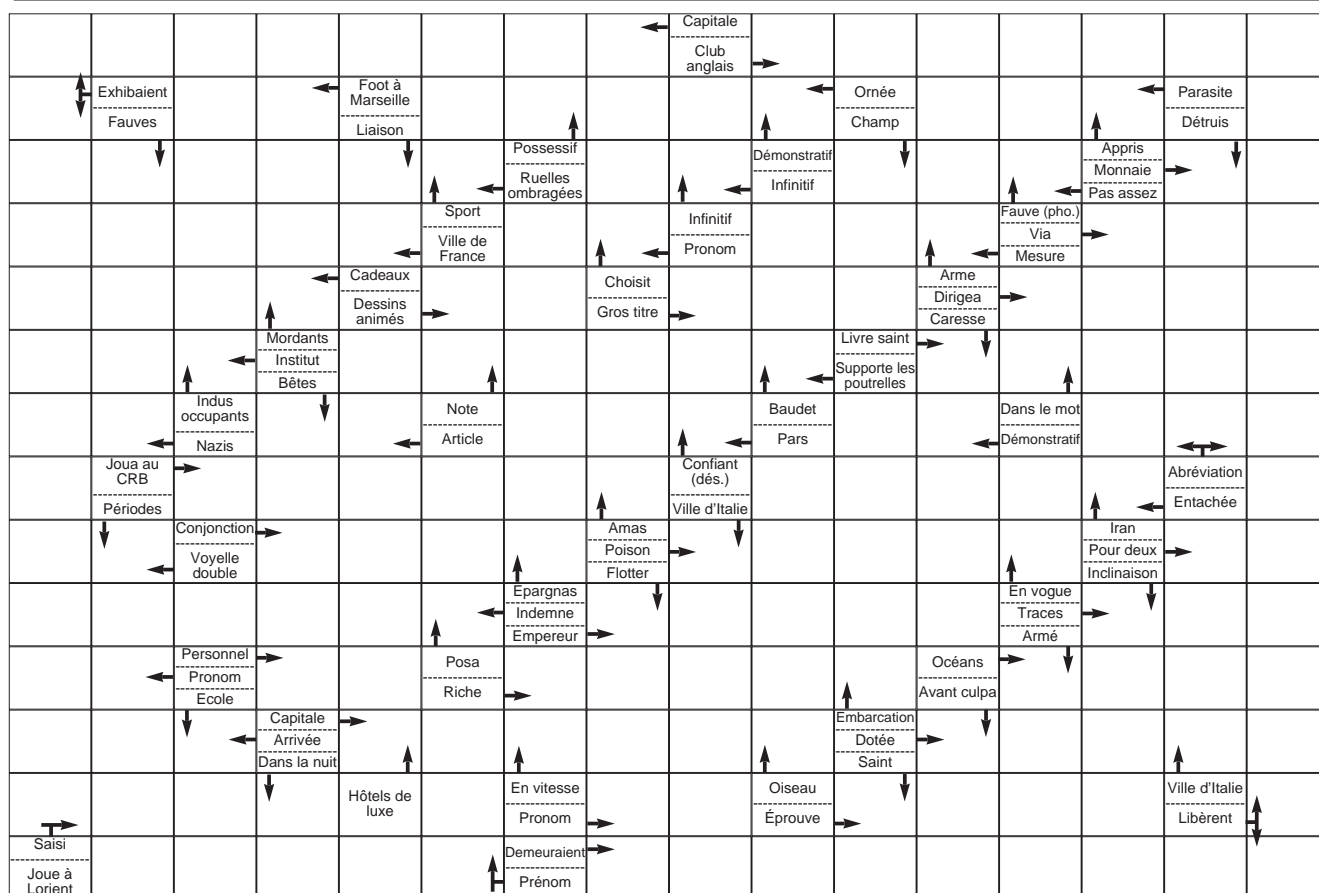 Capitale
Club
anglais
Exhibaient
Fauves
Foot à
Marseille
Liaison
Ornée
Champ
Parasite
Détruis
Possessif
Ruelles
ombragées
Démonstratif
Infinitif
Appris
Monnaie
Pas assez
Sport
Ville de
France
Infinitif
Pronom
Fauve (pho.)
Via
Mesure
Cadeaux
Dessins
animés
Choisit
Gros titre
Arme
Dirigea
Caresse
Mordants
Institut
Bêtes
Livre saint
Supporte les
poutrelles
Indus
occupants
Nazis
Note
Article
Baudet
Pars
Dans le mot
Démonstratif
Joua au
CRB
Périodes
Confiant
(dés.)
Ville d'Italie
Abréviation
Entachée
Conjonction
Voyelle
double
Amas
Poison
Flotter
Iran
Pour deux
Inclinaison
Epargnas
Indemne
Empereur
En vogue
Traces
Armé
Personnel
Pronom
Ecole
Posa
Riche
Océans
Avant culpa
Capitale
Arrivée
Dans la nuit
Embarcation
Dotée
Saint
Hôtels de
luxe
En vitesse
Pronom
Oiseau
Éprouve
Ville d'Italie
Libèrent
Saisi
Joue à
Lorient
Demeuraient
Prénom